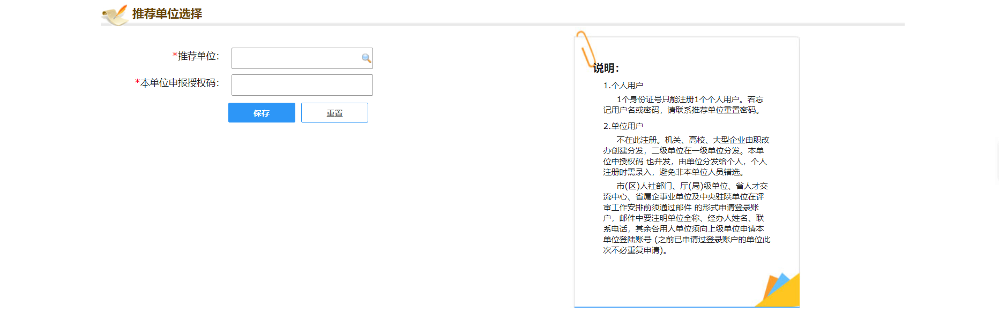 推荐单位选择
*推荐单位：
*本单位申报授权码：
保存
重置
说明：
1.个人用户
1个身份证号只能注册1个个人用户。若忘
记用户名或密码，请联系推荐单位重置密码。
2.单位用户
不在此注册。机关、高校、大型企业由职改
办创建分发，二级单位在一级单位分发。本单
位申授权码 也并发，由单位分发给个人，个人
注册时需录入，避免非本单位人员错选。
市(区)人社部门、厅(局)级单位、省人才交
流中心、省属企事业单位及中央驻陕单位在评
审工作安排前须通过邮件 的形式申请登录账
户，邮件中要注明单位全称、经办人姓名、联
系电话，其余各用人单位须向上级单位申请本
单位登陆账号 (之前已申请过登录账户的单位此
次不必重复申请)。